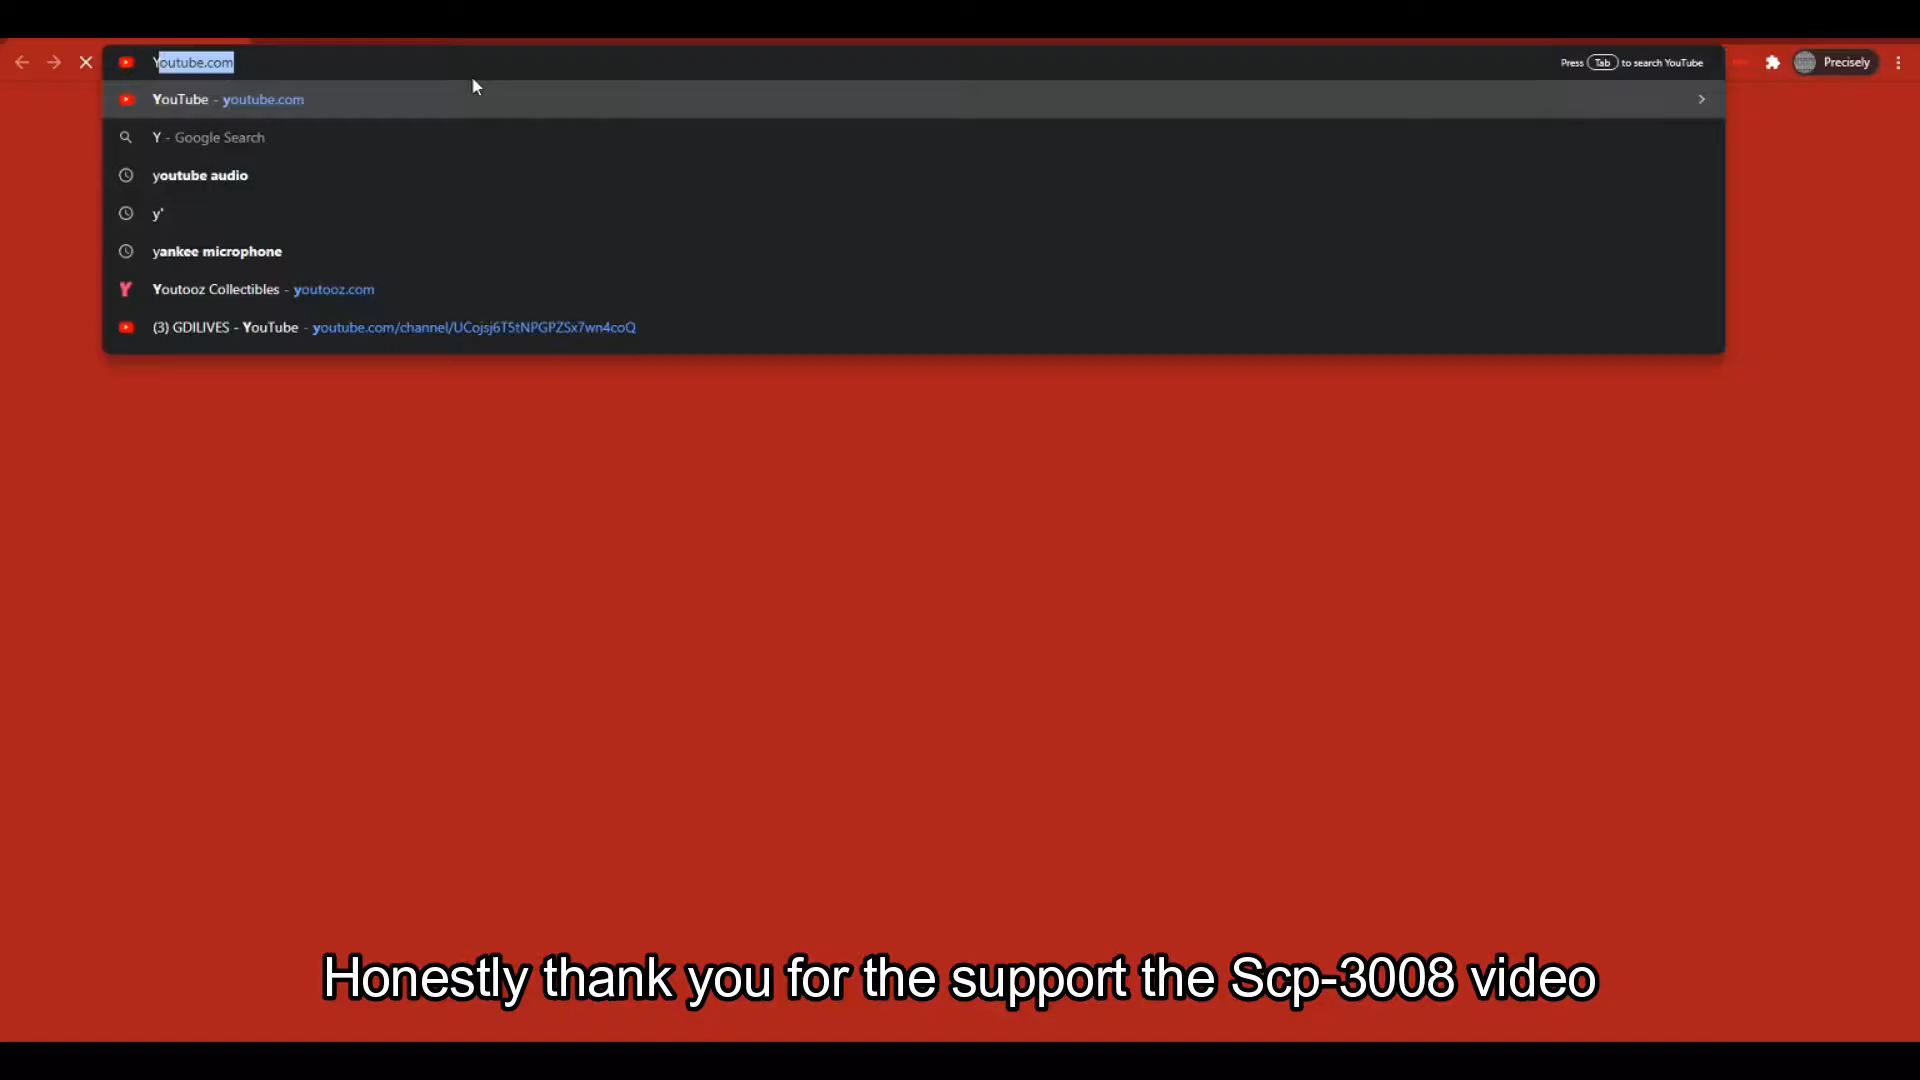 Youtube.com
Press Tab to search YouTube
Precisely
YouTube - youtube.com
Y - Google Search
youtube audio
y'
yankee microphone
Youtooz Collectibles - youtooz.com
(3) GDILIVES - YouTube - youtube.com/channel/UCojsj6T5tNPGPZSx7wn4coQ
Honestly thank you for the support the Scp-3008 video